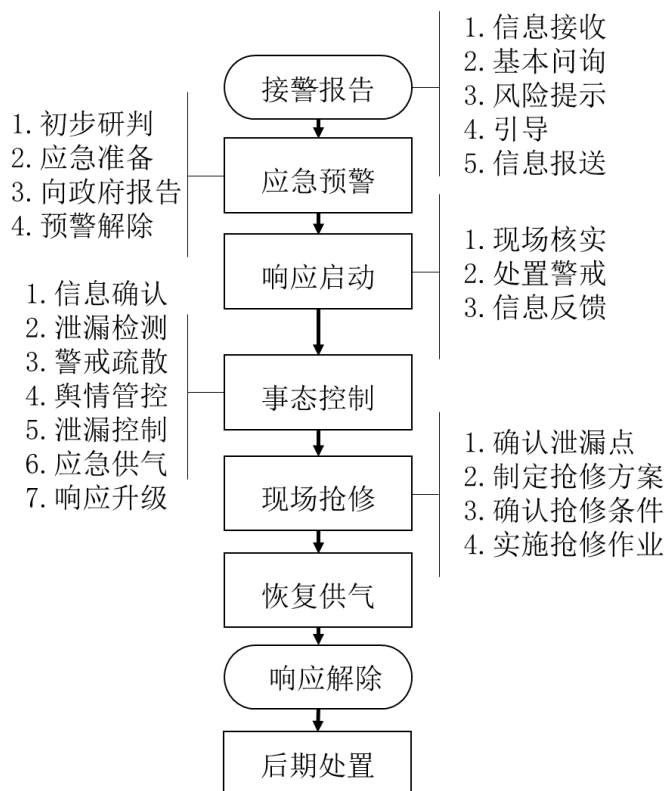 接警报告
1. 信息接收
2. 基本问询
3. 风险提示
4. 引导
5. 信息报送
应急预警
1. 初步研判
2. 应急准备
3. 向政府报告
4. 预警解除
响应启动
1. 现场核实
2. 处置警戒
3. 信息反馈
事态控制
1. 信息确认
2. 泄漏检测
3. 警戒疏散
4. 舆情管控
5. 泄漏控制
6. 应急供气
7. 响应升级
现场抢修
1. 确认泄漏点
2. 制定抢修方案
3. 确认抢修条件
4. 实施抢修作业
恢复供气
响应解除
后期处置